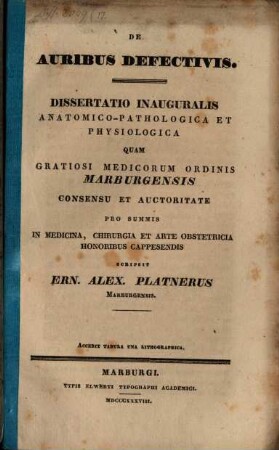 DE
AURIBUS DEFECTIVIS.
DISSERTATIO INAUGURALIS
ANATOMICO-PATHOLOGICA ET
PHYSIOLOGICA
QUAM
GRATIOSI MEDICORUM ORDINIS
MARBURGENSIS
CONSENSU ET AUCTORITATE
PRO SUMMIS
IN MEDICINA, CHIRURGIA ET ARTE OBSTETRICIA
HONORIBUS CAPPESENDIS
SCRIPSIT
ERN. ALEX. PLATNERUS
MARBURGENSIS.
ACCEDIT TABULA UNA LITHOGRAPHICA.
MARBURGI.
TYPIS ELWERTI TYPOGRAPHI ACADEMICI.
MDCCCXXXVIII.